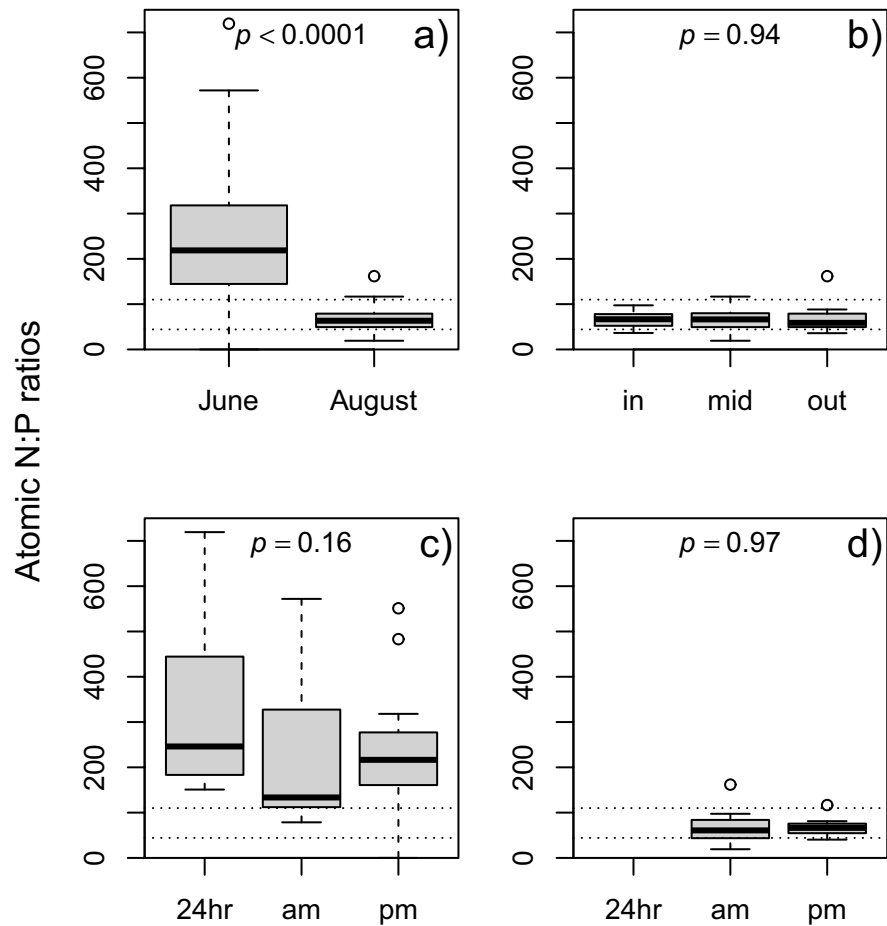 Atomic N:P ratios
p < 0.0001
a)
600
400
200
0
June August
p = 0.94
b)
600
400
200
0
in mid out
p = 0.16
c)
600
400
200
0
24hr am pm
p = 0.97
d)
600
400
200
0
24hr am pm